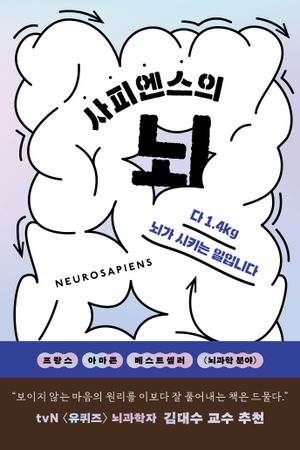 사피엔스의
뇌
다 1.4kg
뇌가 시키는 일입니다
NEUROSAPIENS
프랑스 아마존 베스트셀러 (뇌과학 분야)
“보이지 않는 마음의 원리를 이보다 잘 풀어내는 책은 드물다.”
tvN 〈유퀴즈〉 뇌과학자 김대수 교수 추천